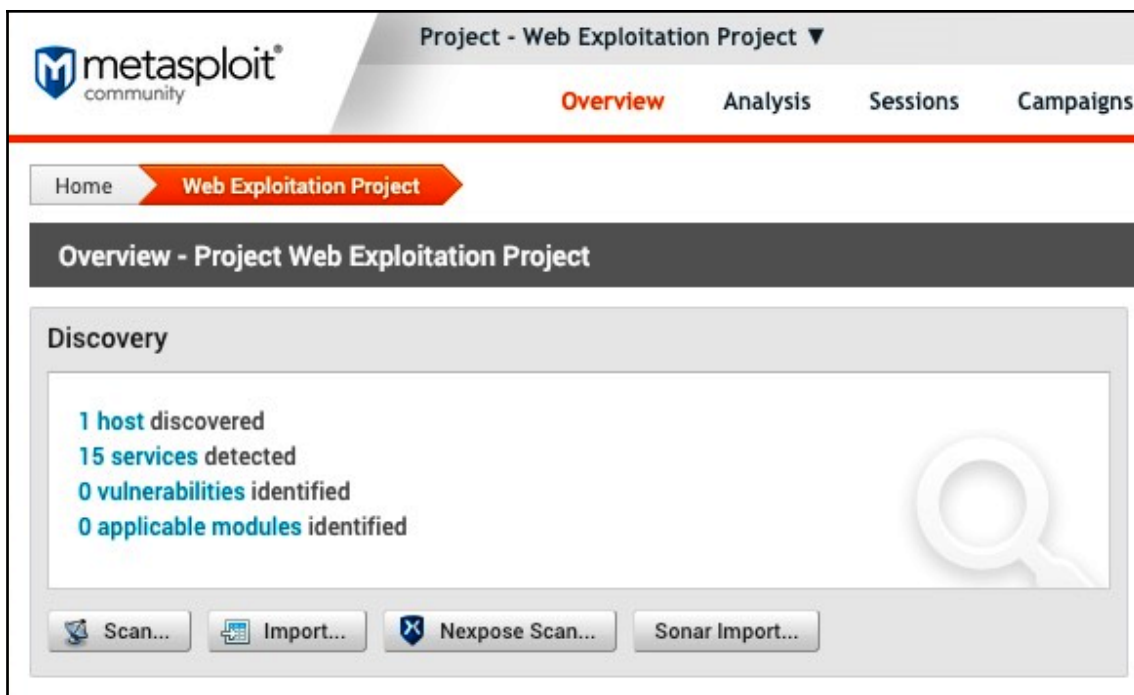 Project - Web Exploitation Project ▼
metasploit®
community
Overview Analysis Sessions Campaigns
Home Web Exploitation Project
Overview - Project Web Exploitation Project
Discovery
1 host discovered
15 services detected
0 vulnerabilities identified
0 applicable modules identified
Scan... Import... Nexpose Scan... Sonar Import...